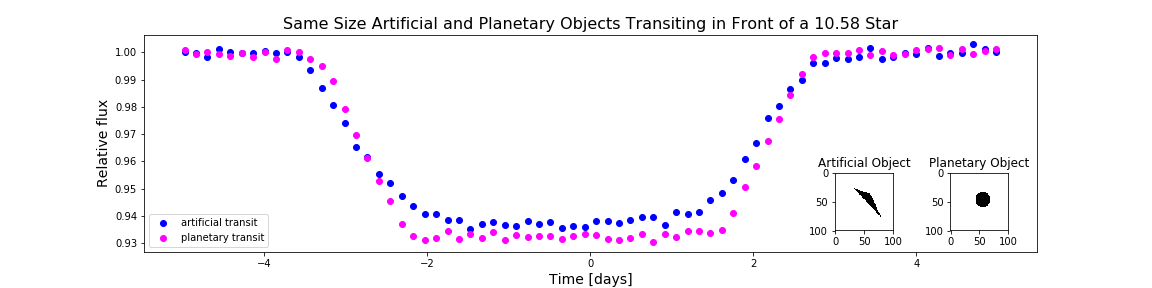 Same Size Artificial and Planetary Objects Transiting in Front of a 10.58 Star
Relative flux
1.00
0.99
0.98
0.97
0.96
0.95
0.94
0.93
artificial transit
planetary transit
Artificial Object
0
50
100
0 50 100
Planetary Object
0
50
100
0 50 100
−4 −2 0 2 4
Time [days]